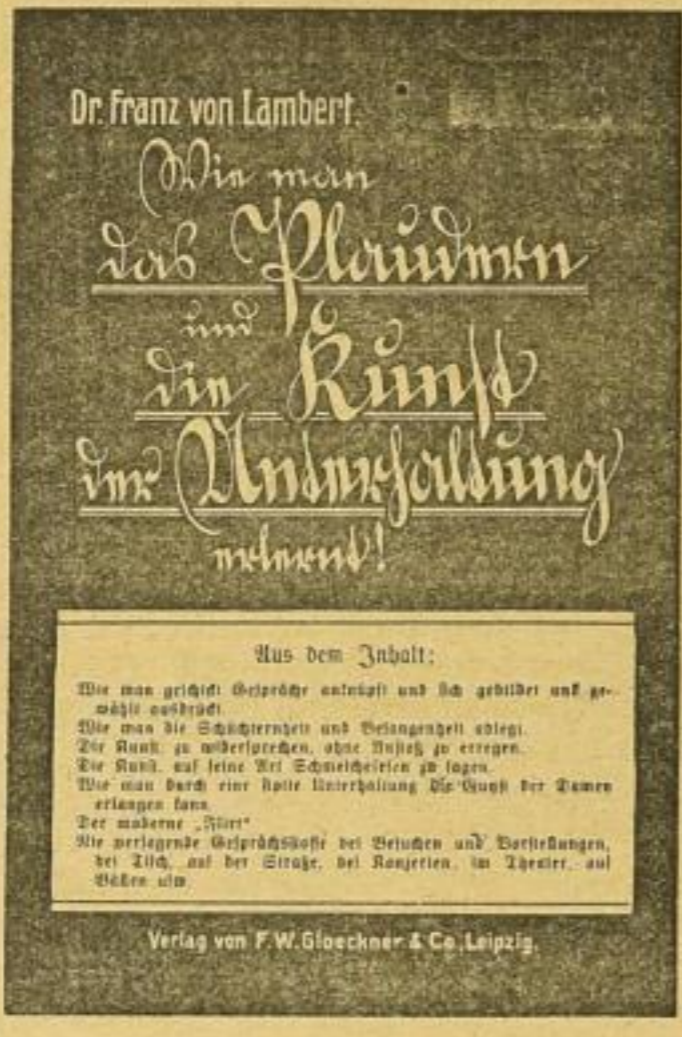 Dr. Franz von Lambert.
Wie man
das Plaudern
und
die Kunst
der Unterhaltung
erlernt!
Aus dem Inhalt:
Wie man geschickt Gespräche anknüpft und sich gebildet und ge-
wählt ausdrückt.
Wie man die Schüchternheit und Befangenheit ablegt.
Die Kunst, zu widersprechen, ohne Anstoß zu erregen.
Die Kunst, auf feine Art Schmeicheleien zu sagen.
Wie man durch eine flotte Unterhaltung die Gunst der Damen
erlangen kann.
Der moderne „Flirt“
Nie versagende Gesprächsstoffe bei Besuchen und Vorstellungen,
bei Tisch, auf der Straße, bei Konzerten, im Theater, auf
Bällen usw.
Verlag von F.W.Gloeckner & Co, Leipzig.